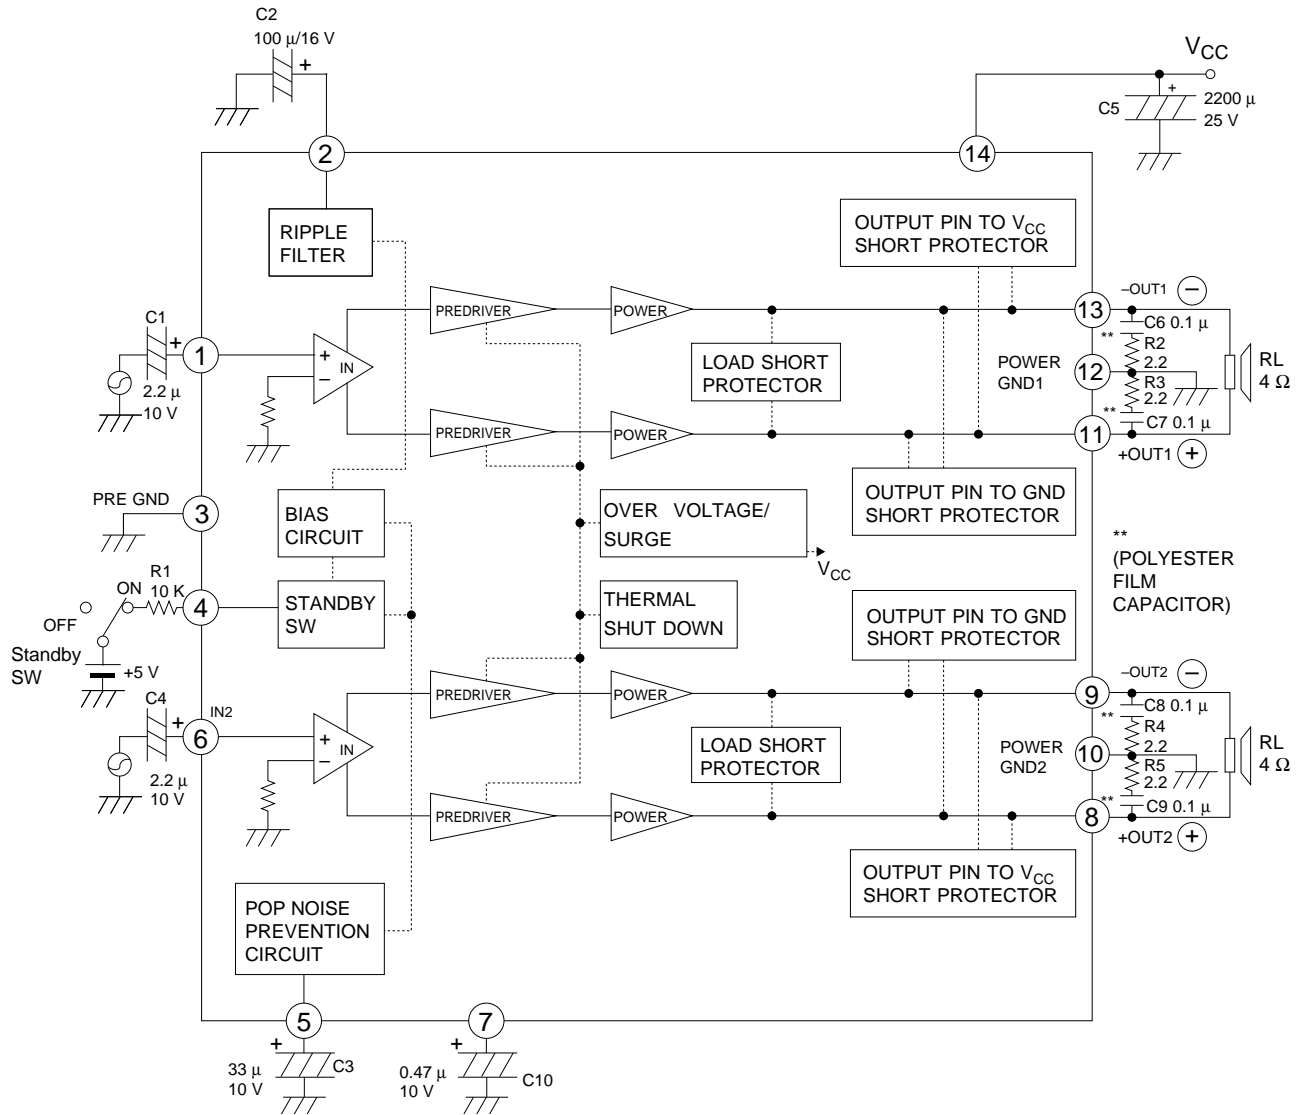 C2
100 µ/16 V
+
VCC
+
C5
2200 µ
25 V
2
14
RIPPLE
FILTER
OUTPUT PIN TO VCC
SHORT PROTECTOR
C1
+
1
2.2 µ
10 V
+
−
IN
PREDRIVER
POWER
LOAD SHORT
PROTECTOR
PREDRIVER
POWER
13
–OUT1
−
C6 0.1 µ
**
R2
2.2
POWER
GND1
12
R3
2.2
**
C7 0.1 µ
11
+OUT1
+
RL
4 Ω
PRE GND
3
BIAS
CIRCUIT
OVER VOLTAGE/
SURGE
VCC
OUTPUT PIN TO GND
SHORT PROTECTOR
**
(POLYESTER
FILM
CAPACITOR)
R1
10 K
ON
OFF
4
Standby
SW
+5 V
STANDBY
SW
THERMAL
SHUT DOWN
OUTPUT PIN TO GND
SHORT PROTECTOR
C4
+
IN2
6
2.2 µ
10 V
+
−
IN
PREDRIVER
POWER
LOAD SHORT
PROTECTOR
PREDRIVER
POWER
9
–OUT2
−
C8 0.1 µ
**
R4
2.2
POWER
GND2
10
R5
2.2
**
C9 0.1 µ
8
+OUT2
+
RL
4 Ω
OUTPUT PIN TO VCC
SHORT PROTECTOR
POP NOISE
PREVENTION
CIRCUIT
5
7
+
33 µ
10 V
C3
+
0.47 µ
10 V
C10